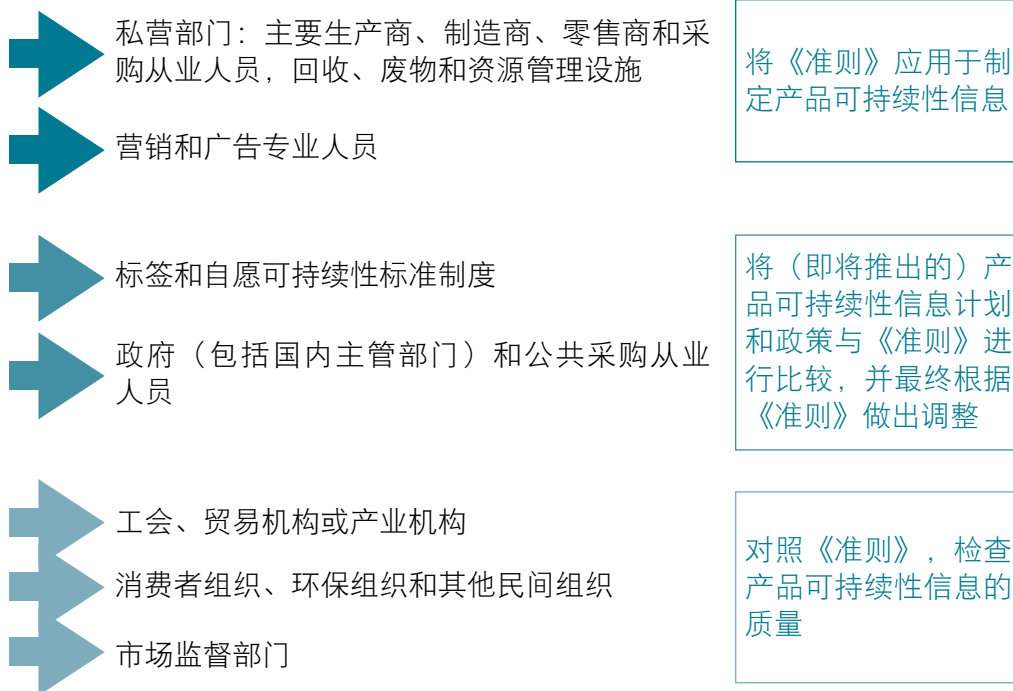 私营部门：主要生产商、制造商、零售商和采
购从业人员，回收、废物和资源管理设施
营销和广告专业人员
将《准则》应用于制
定产品可持续性信息
标签和自愿可持续性标准制度
政府（包括国内主管部门）和公共采购从业
人员
将（即将推出的）产
品可持续性信息计划
和政策与《准则》进
行比较，并最终根据
《准则》做出调整
工会、贸易机构或产业机构
消费者组织、环保组织和其他民间组织
市场监督部门
对照《准则》，检查
产品可持续性信息的
质量